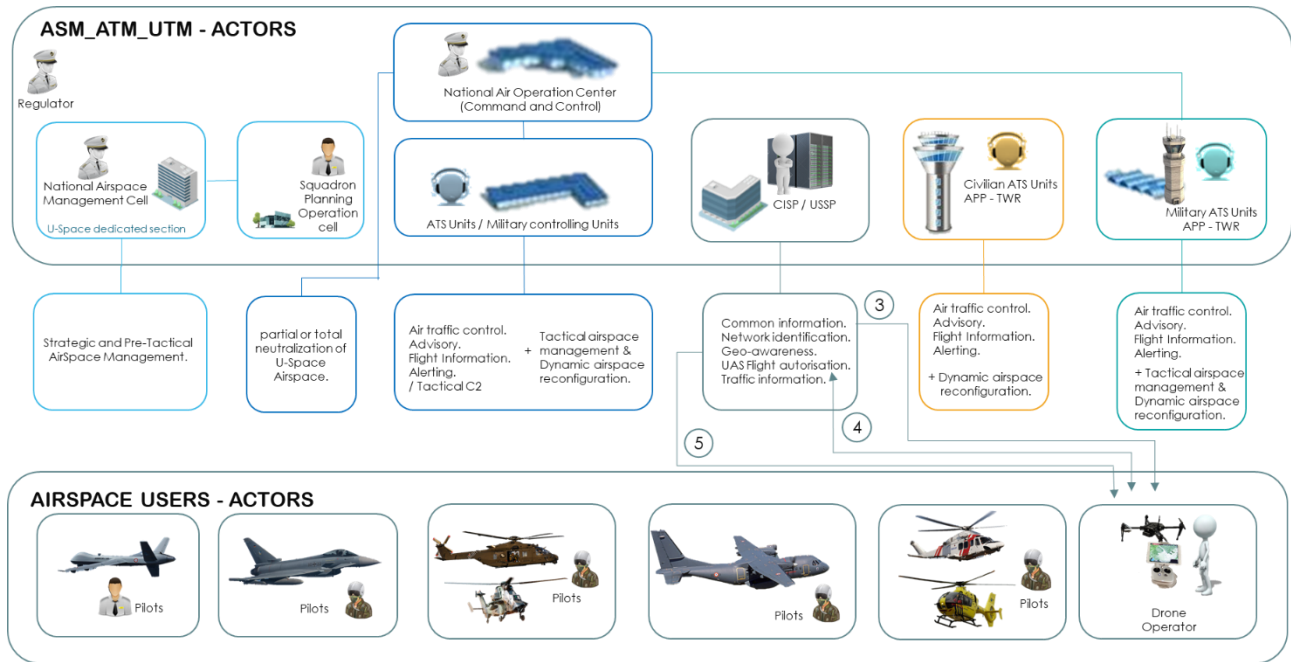 ASM_ATM_UTM - ACTORS
Regulator
National Air Operation Center
(Command and Control)
National Airspace
Management Cell
U-Space dedicated section
Squadron
Planning
Operation
cell
ATS Units / Military controlling Units
CISP / USSP
Civilian ATS Units
APP - TWR
Military ATS Units
APP - TWR
Strategic and Pre-Tactical
AirSpace Management.
partial or total
neutralization of
U-Space
Airspace.
Air traffic control.
Advisory.
Flight Information.
Alerting.
/ Tactical C2
+
Tactical airspace
management &
Dynamic airspace
reconfiguration.
Common information.
Network identification.
Geo-awareness.
UAS Flight autorisation.
Traffic information.
3
4
5
Air traffic control.
Advisory.
Flight Information.
Alerting.
+ Dynamic airspace
reconfiguration.
Air traffic control.
Advisory.
Flight Information.
Alerting.
+ Tactical airspace
management &
Dynamic airspace
reconfiguration.
AIRSPACE USERS - ACTORS
Pilots
Pilots
Pilots
Pilots
Pilots
Drone
Operator